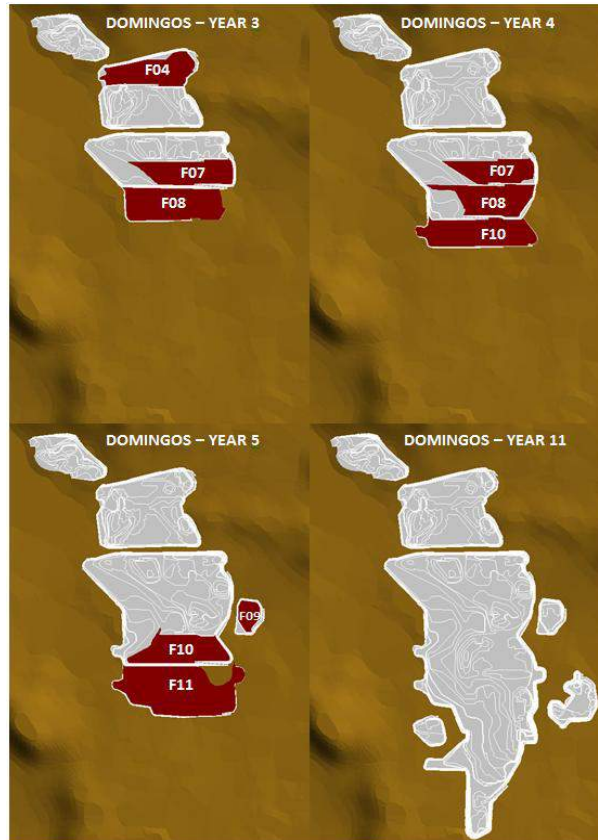 DOMINGOS – YEAR 3
F04
F07
F08
DOMINGOS – YEAR 4
F07
F08
F10
DOMINGOS – YEAR 5
F09
F10
F11
DOMINGOS – YEAR 11